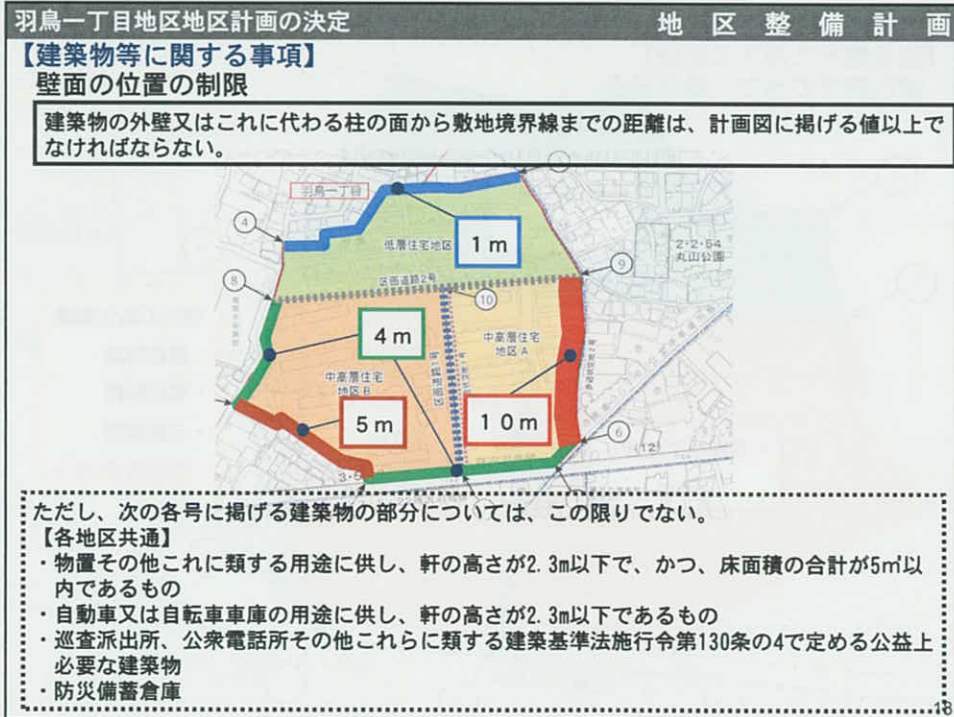 羽鳥一丁目地区地区計画の決定
地区整備計画
【建築物等に関する事項】
壁面の位置の制限
建築物の外壁又はこれに代わる柱の面から敷地境界線までの距離は、計画図に掲げる値以上で
なければならない。
羽鳥一丁目
4
低層住宅地区
1m
2・2・54
丸山公園
8
区画道路2号
9
10
4m
中高層住宅
地区A
中高層住宅
地区B
区画道路1号
5m
10m
6
(12)
3・6
ただし、次の各号に掲げる建築物の部分については、この限りでない。
【各地区共通】
・物置その他これに類する用途に供し、軒の高さが2.3m以下で、かつ、床面積の合計が5㎡以
内であるもの
・自動車又は自転車車庫の用途に供し、軒の高さが2.3m以下であるもの
・巡査派出所、公衆電話所その他これらに類する建築基準法施行令第130条の4で定める公益上
必要な建築物
・防災備蓄倉庫
18